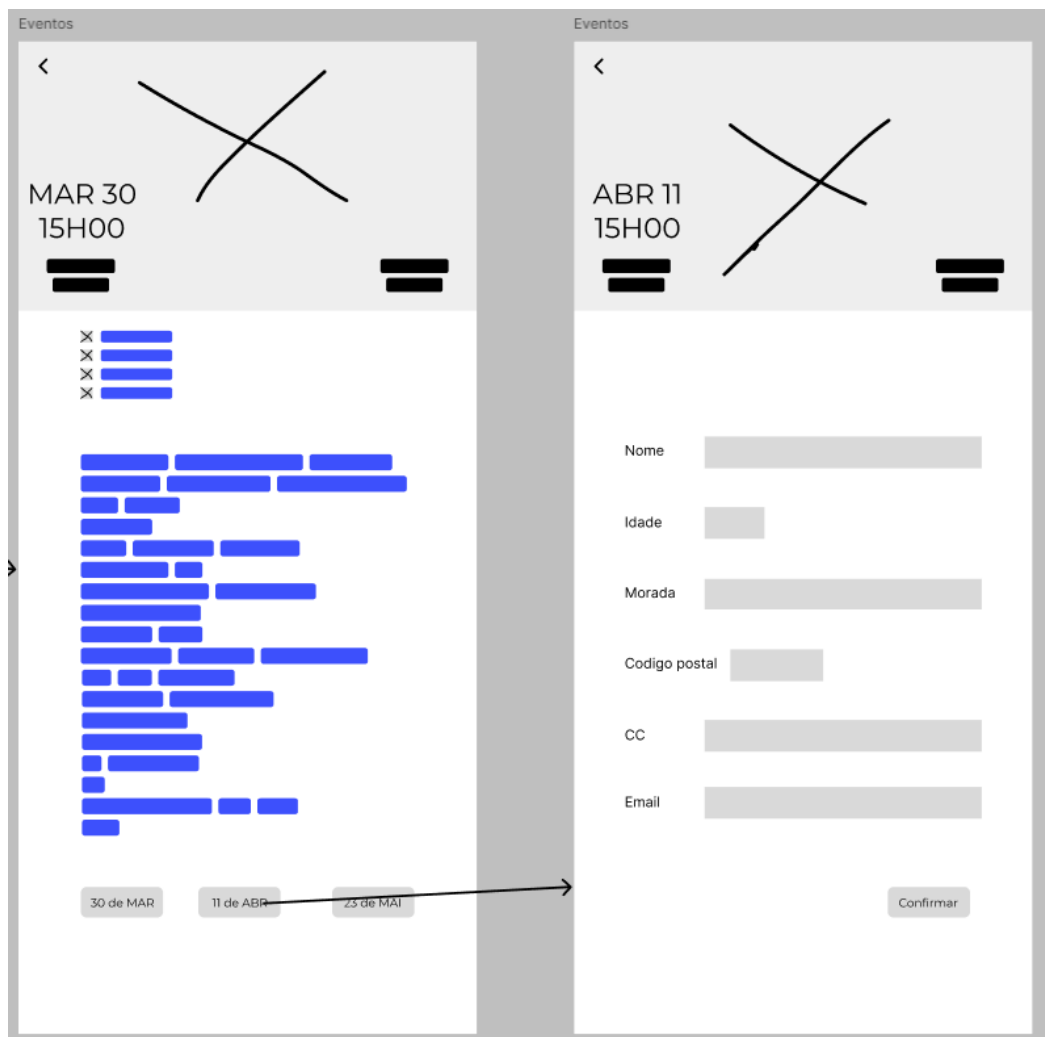 Eventos
MAR 30
15H00
30 de MAR
11 de ABR
23 de MAI
Eventos
ABR 11
15H00
Nome
Idade
Morada
Codigo postal
CC
Email
Confirmar